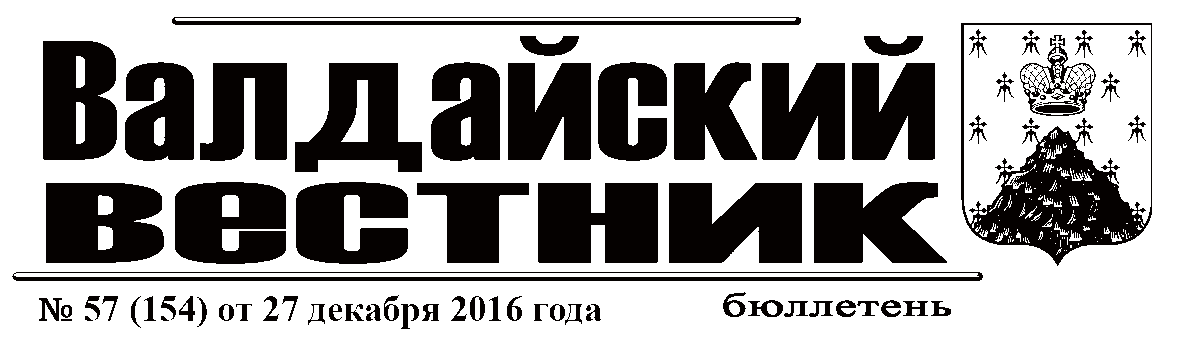 Валдайский
вестник
№ 57 (154) от 27 декабря 2016 года
бюллетень